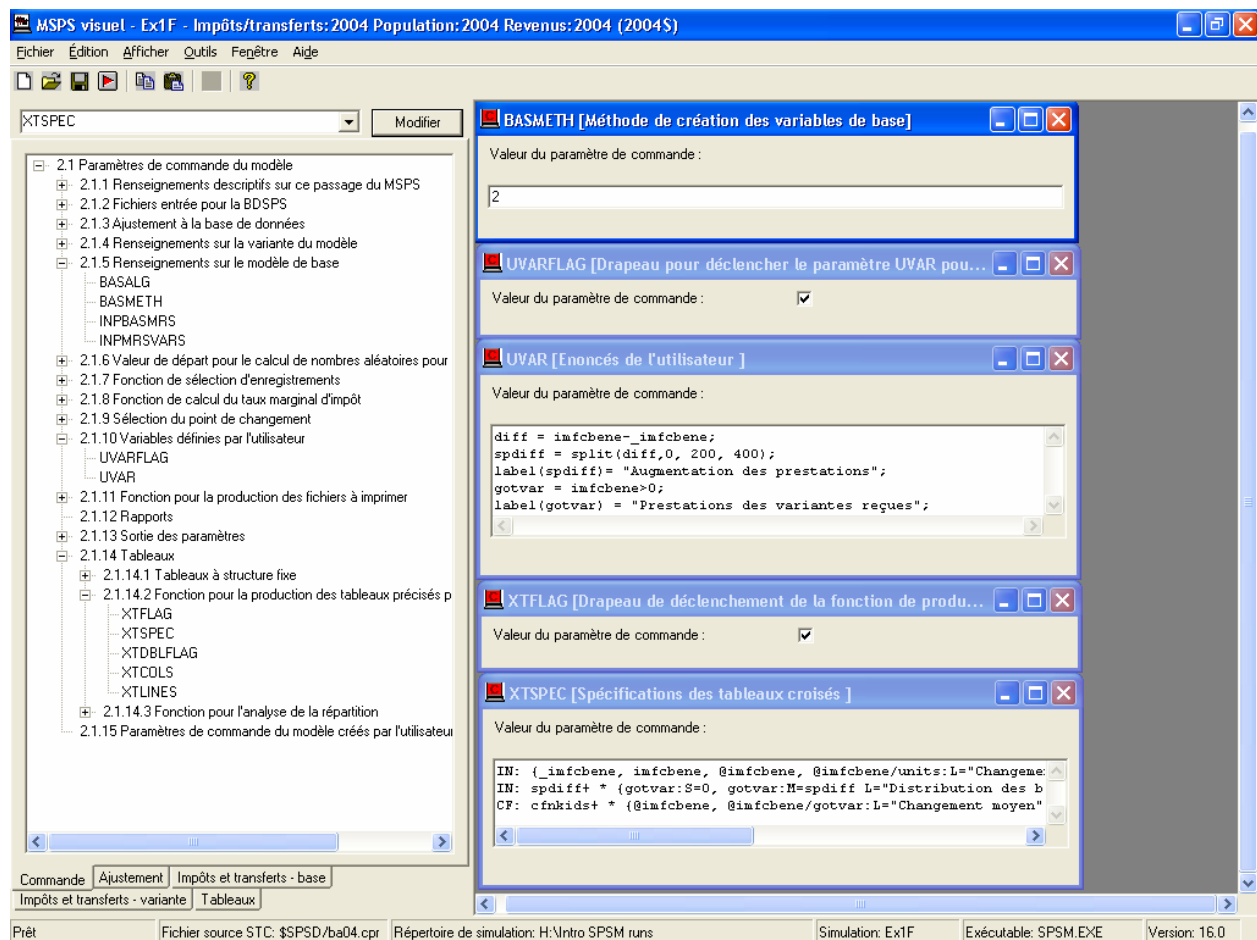 MSPS visuel - Ex1F - Impôts/transferts:2004 Population:2004 Revenus:2004 (2004$)
Fichier Édition Afficher Outils Fenêtre Aide
XTSPEC
Modifier
2.1 Paramètres de commande du modèle
2.1.1 Renseignements descriptifs sur ce passage du MSPS
2.1.2 Fichiers entrée pour la BDSPS
2.1.3 Ajustement à la base de données
2.1.4 Renseignements sur la variante du modèle
2.1.5 Renseignements sur le modèle de base
BASALG
BASMETH
INPBASMRS
INPMRSVARS
2.1.6 Valeur de départ pour le calcul de nombres aléatoires pour
2.1.7 Fonction de sélection d'enregistrements
2.1.8 Fonction de calcul du taux marginal d'impôt
2.1.9 Sélection du point de changement
2.1.10 Variables définies par l'utilisateur
UVARFLAG
UVAR
2.1.11 Fonction pour la production des fichiers à imprimer
2.1.12 Rapports
2.1.13 Sortie des paramètres
2.1.14 Tableaux
2.1.14.1 Tableaux à structure fixe
2.1.14.2 Fonction pour la production des tableaux précisés p
XTFLAG
XTSPEC
XTDBLFLAG
XTCOLS
XTLINES
2.1.14.3 Fonction pour l'analyse de la répartition
2.1.15 Paramètres de commande du modèle créés par l'utilisateur
Commande Ajustement Impôts et transferts - base
Impôts et transferts - variante Tableaux
BASMETH [Méthode de création des variables de base]
Valeur du paramètre de commande :
2
UVARFLAG [Drapeau pour déclencher le paramètre UVAR pou...
Valeur du paramètre de commande :
UVAR [Enoncés de l'utilisateur ]
Valeur du paramètre de commande :
diff = imfcbene-_imfcbene;
spdiff = split(diff,0, 200, 400);
label(spdiff)= "Augmentation des prestations";
gotvar = imfcbene>0;
label(gotvar) = "Prestations des variantes reçues";
XTFLAG [Drapeau de déclenchement de la fonction de produ...
Valeur du paramètre de commande :
XTSPEC [Spécifications des tableaux croisés ]
Valeur du paramètre de commande :
IN: {_imfcbene, imfcbene, @imfcbene, @imfcbene/units:L="Changeme
IN: spdiff+ * {gotvar:S=0, gotvar:M=spdiff L="Distribution des b
CF: cfnkids+ * {@imfcbene, @imfcbene/gotvar:L="Changement moyen"
Prêt Fichier source STC: $SPSD/ba04.cpr Répertoire de simulation: H:\Intro SPSM runs Simulation: Ex1F Exécutable: SPSM.EXE Version: 16.0